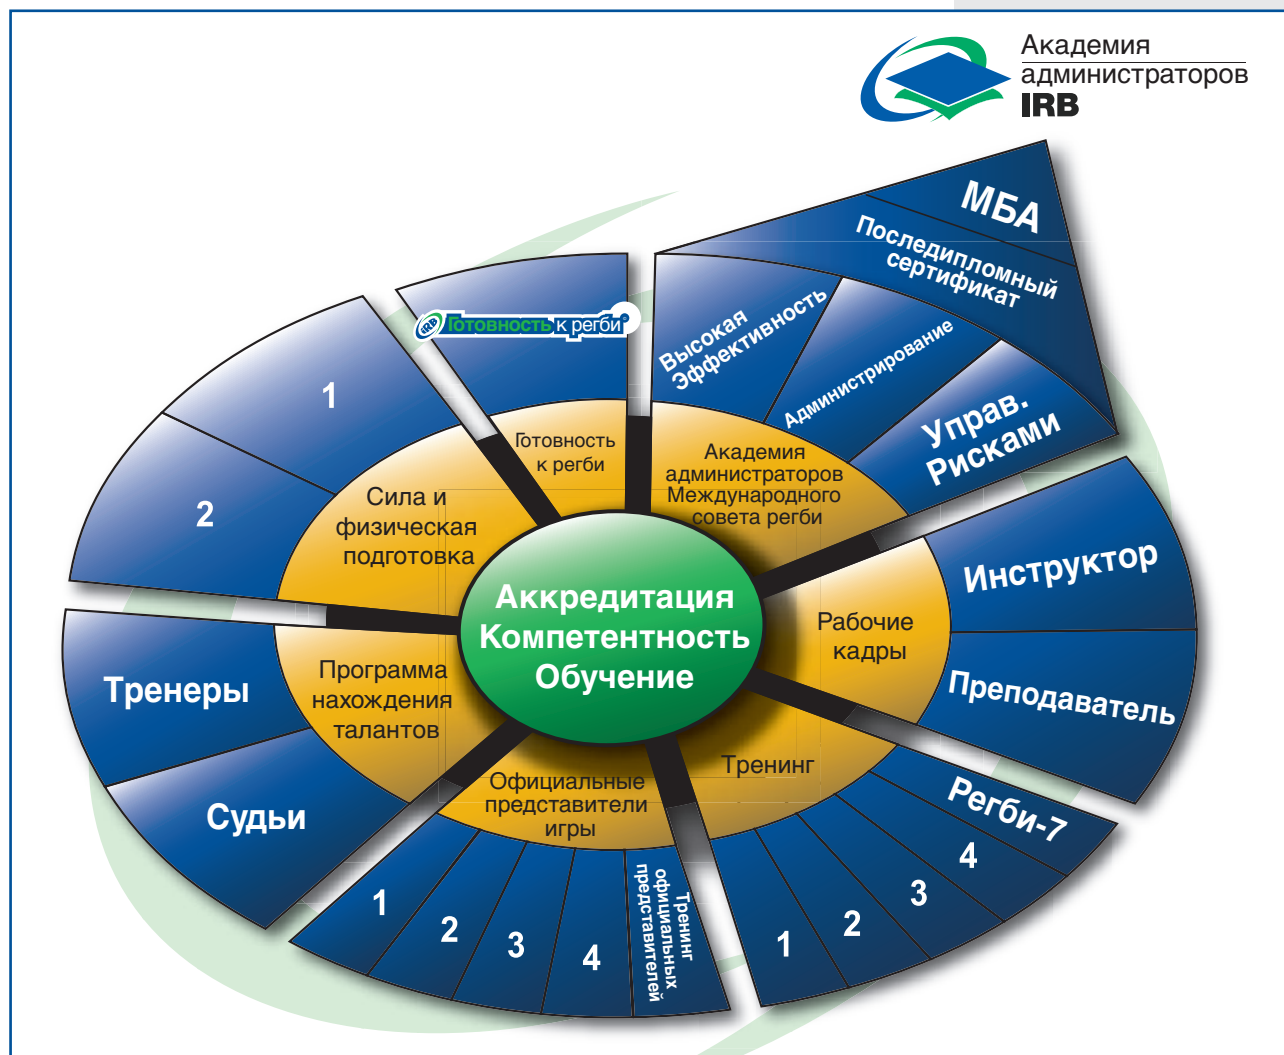 Академия
администраторов
IRB
МБА
Последипломный
сертификат
Высокая
Эффективность
Администрирование
Управ.
Рисками
IRB Готовность к регби
1
2
Готовность
к регби
Академия
администраторов
Международного
совета регби
Сила и
физическая
подготовка
Аккредитация
Компетентность
Обучение
Рабочие
кадры
Инструктор
Преподаватель
Тренеры
Судьи
Программа
нахождения
талантов
Официальные
представители
игры
Тренинг
1
2
3
4
Тренинг
официальных
представителей
1
2
3
4
Регби-7